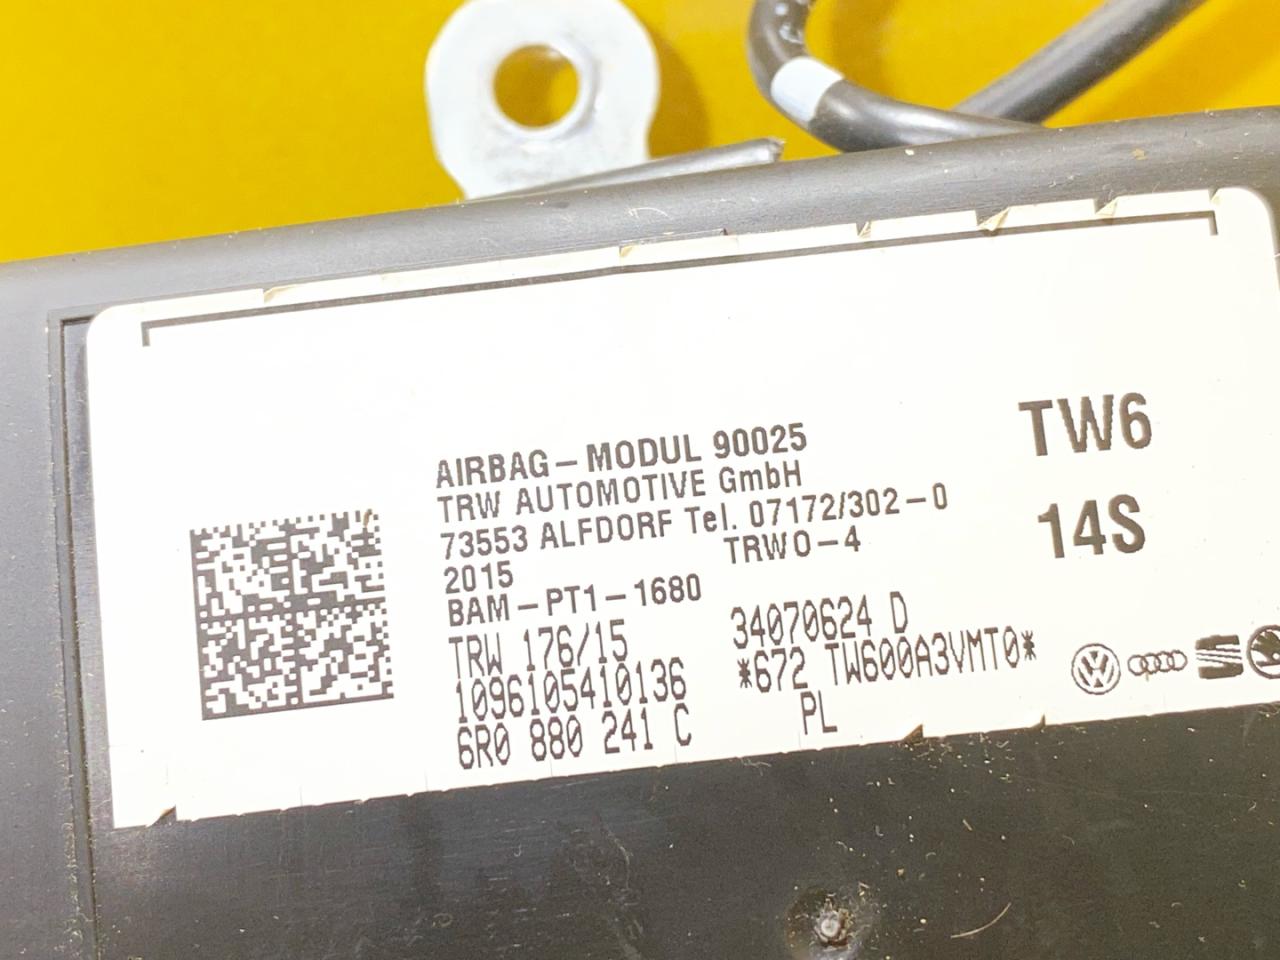 AIRBAG-MODUL 90025
TRW AUTOMOTIVE GmbH
73553 ALFDORF Tel. 07172/302-0
2015 TRWO-4
BAM-PT1-1680
TRW 176/15 34070624 D
1096105410136 *672 TW600A3VMT0*
6R0 880 241 C PL
TW6
14S